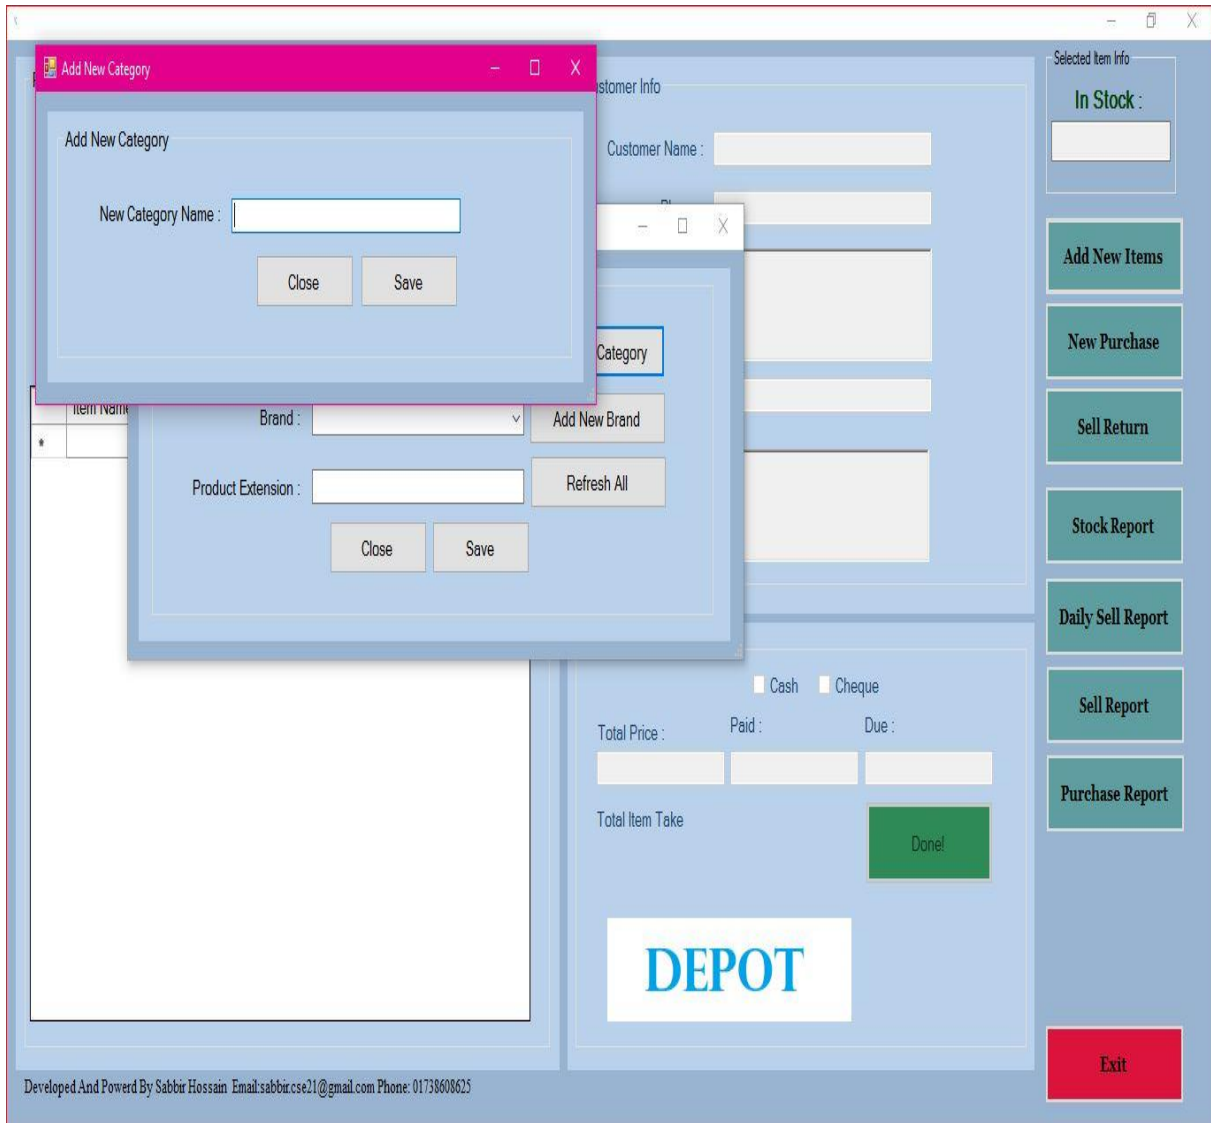 Add New Category
Add New Category
New Category Name :
Close
Save
stomer Info
Customer Name :
Selected Item Info
In Stock :
Add New Items
New Purchase
Sell Return
Stock Report
Daily Sell Report
Sell Report
Purchase Report
Exit
Category
Item Name
*
Brand :
Add New Brand
Product Extension :
Refresh All
Close
Save
Cash
Cheque
Total Price :
Paid :
Due :
Total Item Take
Done!
DEPOT
Developed And Powerd By Sabbir Hossain Email:sabbir.cse21@gmail.com Phone: 01738608625